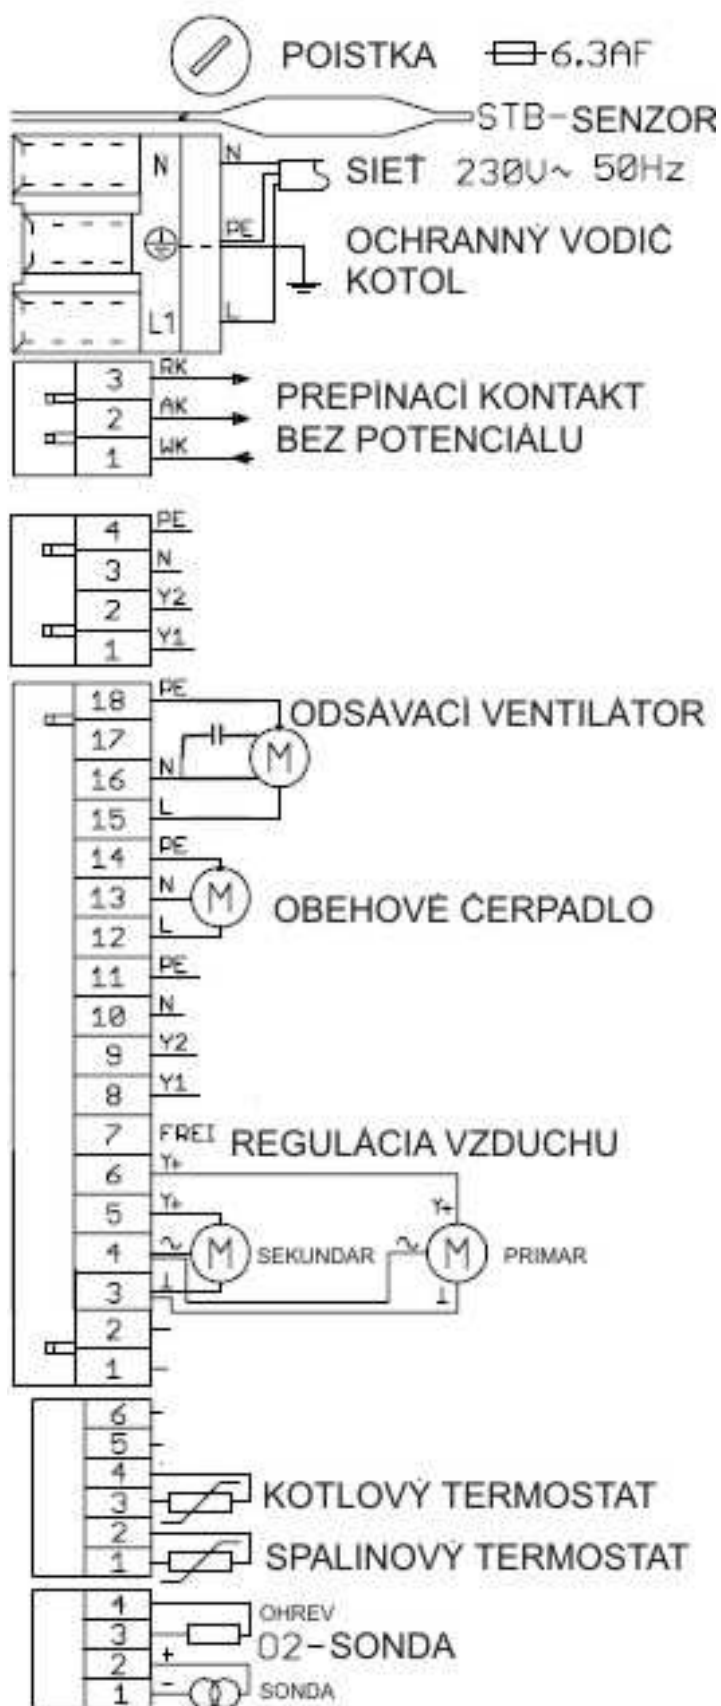 POISTKA 6.3AF
STB-SENZOR
N N SIEŤ 230V~ 50Hz
PE OCHRANNÝ VODIČ
KOTOL
L1 L
3 RK PREPÍNACÍ KONTAKT
2 AK BEZ POTENCIÁLU
1 WK
4 PE
3 N
2 Y2
1 Y1
18 PE ODSÁVACÍ VENTILÁTOR
17
M
16 N
15 L
14 PE
13 N M OBEHOVÉ ČERPADLO
12 L
11 PE
10 N
9 Y2
8 Y1
7 FREI REGULÁCIA VZDUCHU
6 Y+
5 Y+ Y+
4 ~ M SEKUNDÁR ~ M PRIMÁR
3 ⊥ ⊥
2
1
6
5
4
3 KOTLOVÝ TERMOSTAT
2
1 SPALINOVÝ TERMOSTAT
4 OHREV
3 O2-SONDA
2 +
1 - SONDA